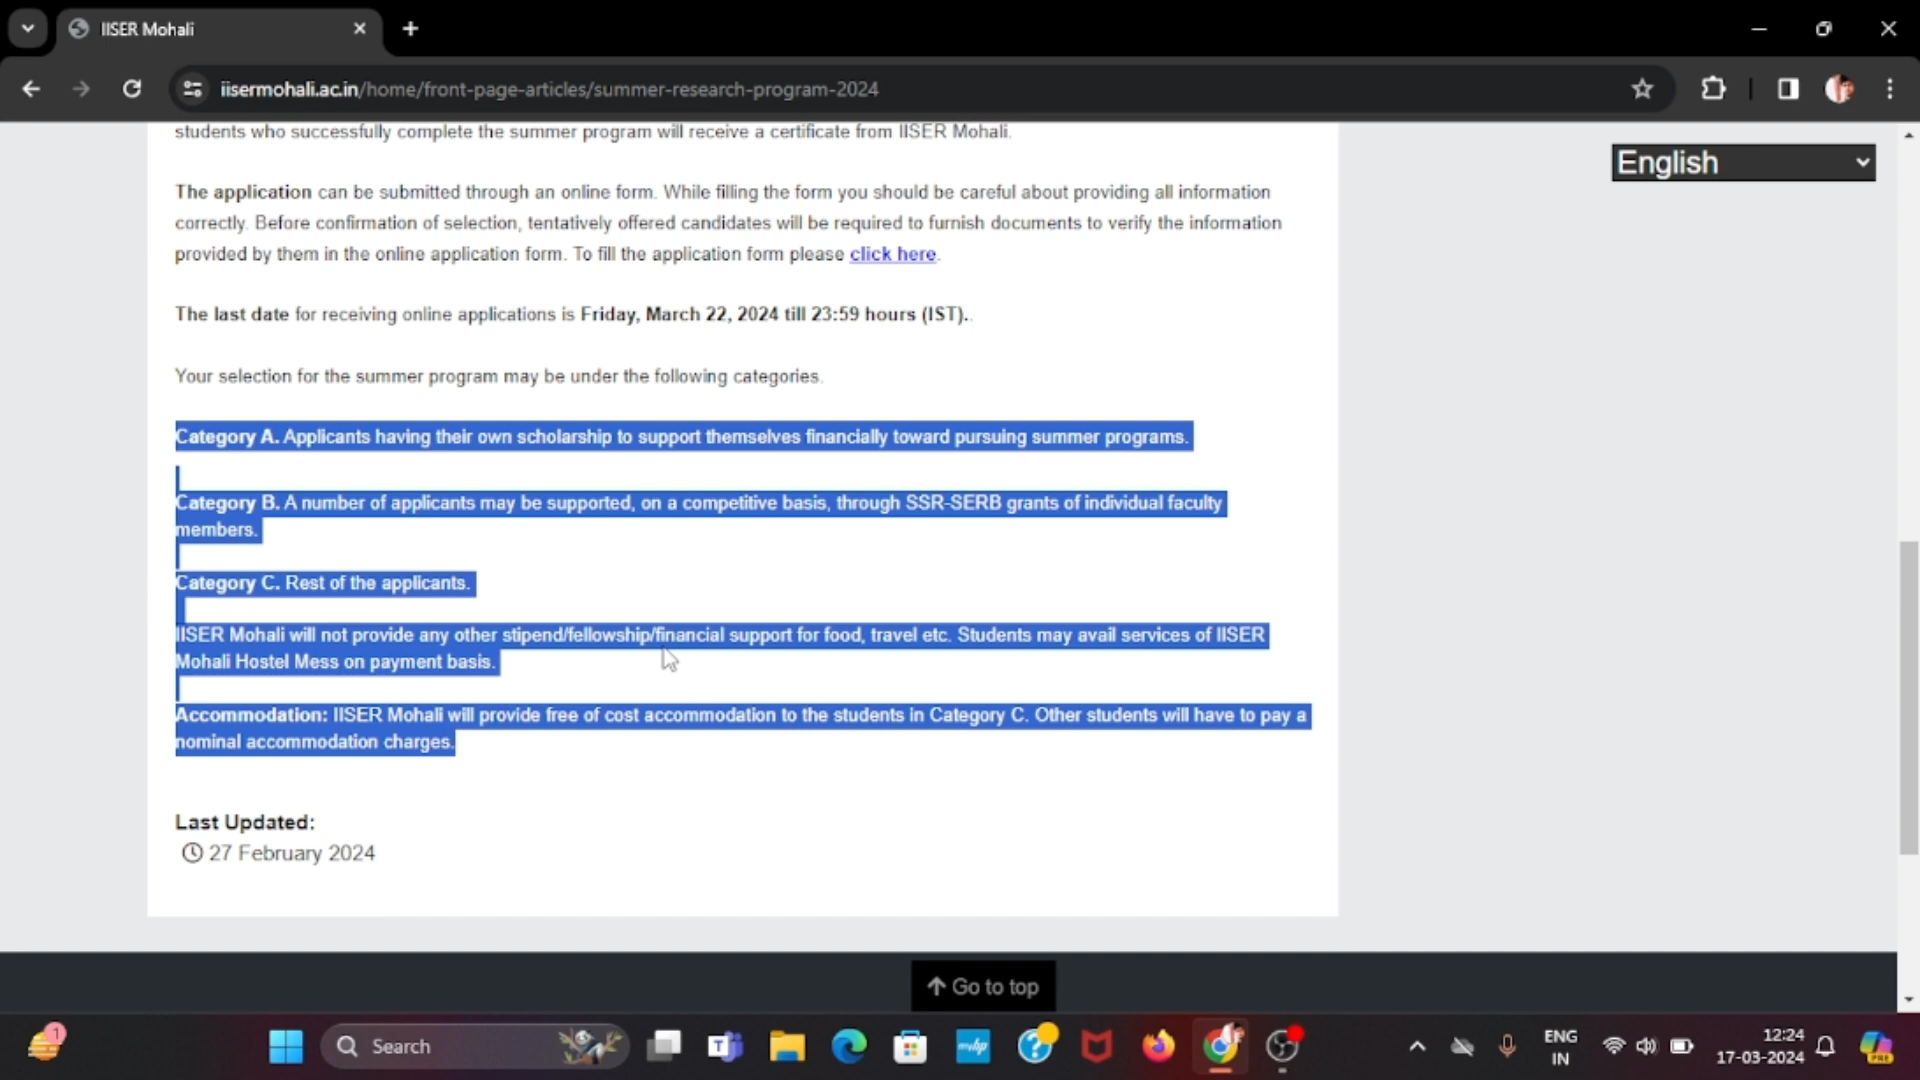 IISER Mohali
iisermohali.ac.in/home/front-page-articles/summer-research-program-2024
students who successfully complete the summer program will receive a certificate from IISER Mohali.
English
The application can be submitted through an online form. While filling the form you should be careful about providing all information
correctly. Before confirmation of selection, tentatively offered candidates will be required to furnish documents to verify the information
provided by them in the online application form. To fill the application form please click here.
The last date for receiving online applications is Friday, March 22, 2024 till 23:59 hours (IST)..
Your selection for the summer program may be under the following categories.
Category A. Applicants having their own scholarship to support themselves financially toward pursuing summer programs.
Category B. A number of applicants may be supported, on a competitive basis, through SSR-SERB grants of individual faculty
members.
Category C. Rest of the applicants.
IISER Mohali will not provide any other stipend/fellowship/financial support for food, travel etc. Students may avail services of IISER
Mohali Hostel Mess on payment basis.
Accommodation: IISER Mohali will provide free of cost accommodation to the students in Category C. Other students will have to pay a
nominal accommodation charges.
Last Updated:
27 February 2024
Go to top
1
Search
T
myhp
ENG
IN
12:24
17-03-2024
PRE